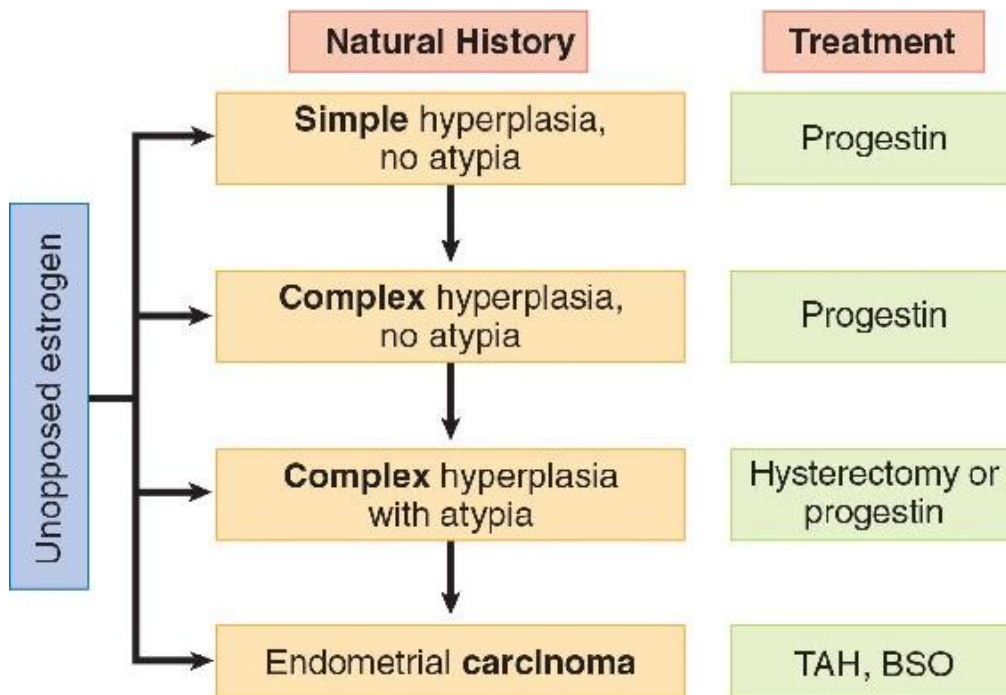 Natural History
Treatment
Unopposed estrogen
Simple hyperplasia,
no atypia
Progestin
Complex hyperplasia,
no atypia
Progestin
Complex hyperplasia
with atypia
Hysterectomy or
progestin
Endometrial carcInoma
TAH, BSO